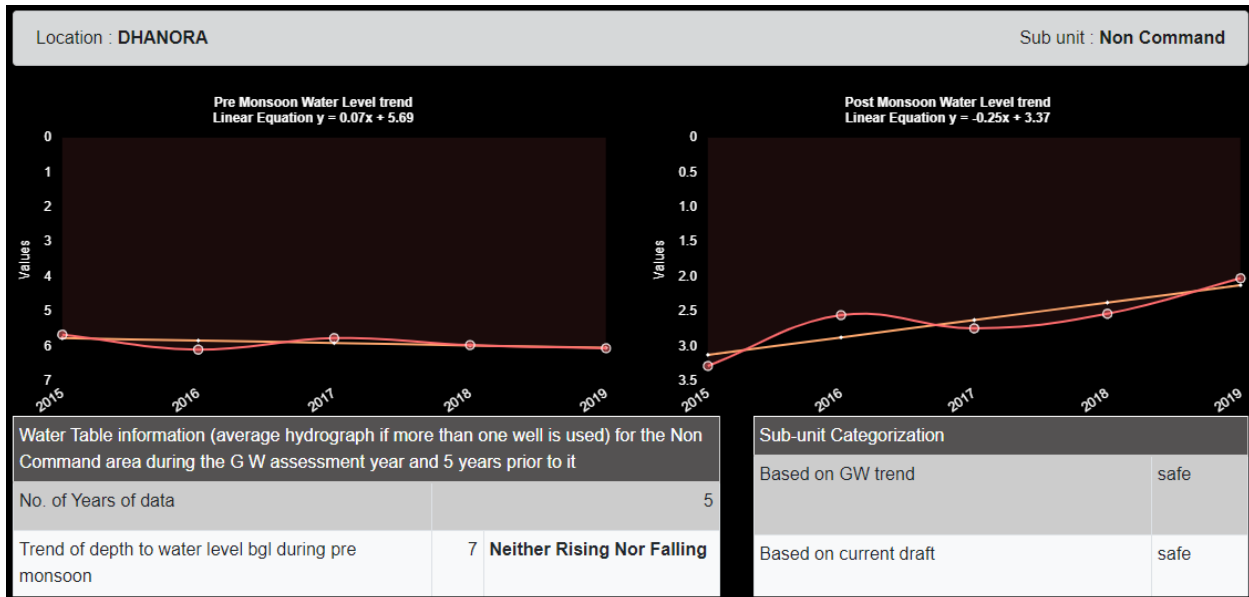 Location : DHANORA
Sub unit : Non Command
Pre Monsoon Water Level trend
Linear Equation y = 0.07x + 5.69
0
1
2
3
4
5
6
7
Values
2015
2016
2017
2018
2019
Post Monsoon Water Level trend
Linear Equation y = -0.25x + 3.37
0
0.5
1.0
1.5
2.0
2.5
3.0
3.5
Values
2015
2016
2017
2018
2019
Water Table information (average hydrograph if more than one well is used) for the Non
Command area during the G W assessment year and 5 years prior to it
No. of Years of data 5
Trend of depth to water level bgl during pre
monsoon
7 Neither Rising Nor Falling
Sub-unit Categorization
Based on GW trend safe
Based on current draft safe